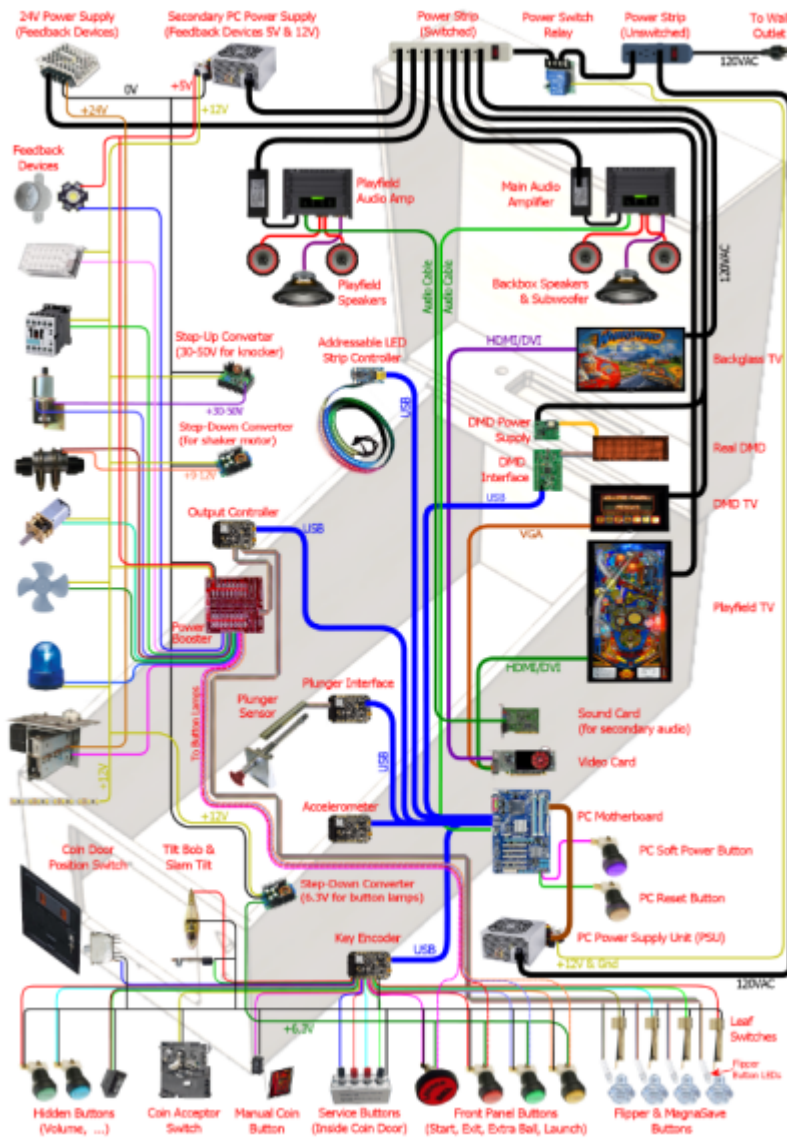 24V Power Supply
(Feedback Devices)
Secondary PC Power Supply
(Feedback Devices 5V & 12V)
Power Strip
(Switched)
Power Switch
Relay
Power Strip
(Unswitched)
To Wall
Outlet
120VAC
0V
+5V
+24V
+12V
Feedback
Devices
Playfield
Audio Amp
Main Audio
Amplifier
120VAC
Playfield
Speakers
Audio Cable
Audio Cable
Backbox Speakers
& Subwoofer
Step-Up Converter
(30-50V for knocker)
Addressable LED
Strip Controller
HDMI/DVI
Backglass TV
+30-50V
USB
Step-Down Converter
(for shaker motor)
+9-12V
DMD Power
Supply
Real DMD
DMD
Interface
USB
DMD TV
Output Controller
USB
VGA
Playfield TV
Power
Booster
HDMI/DVI
Plunger Interface
Plunger
Sensor
To Button Lamps
USB
Sound Card
(for secondary audio)
Video Card
+12V
+12V
Accelerometer
PC Motherboard
Coin Door
Position Switch
Tilt Bob &
Slam Tilt
PC Soft Power Button
Step-Down Converter
(6.3V for button lamps)
PC Reset Button
Key Encoder
USB
PC Power Supply Unit (PSU)
+12V & Gnd
120VAC
+6.3V
Leaf
Switches
Flipper
Button LEDs
Hidden Buttons
(Volume, ...)
Coin Acceptor
Switch
Manual Coin
Button
Service Buttons
(Inside Coin Door)
Front Panel Buttons
(Start, Exit, Extra Ball, Launch)
Flipper & MagnaSave
Buttons